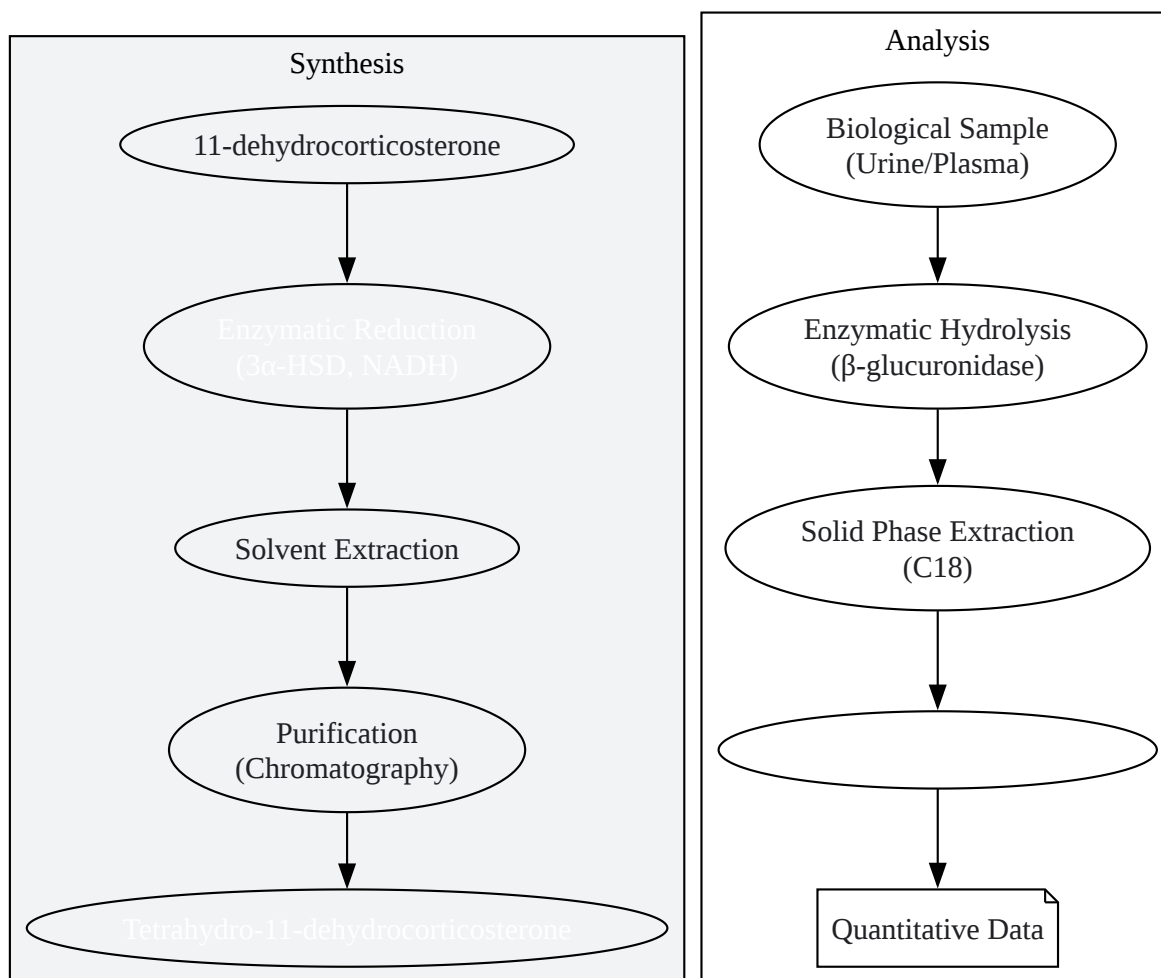 Synthesis
11-dehydrocorticosterone
Enzymatic Reduction
(3α-HSD, NADH)
Solvent Extraction
Purification
(Chromatography)
Tetrahydro-11-dehydrocorticosterone
Analysis
Biological Sample
(Urine/Plasma)
Enzymatic Hydrolysis
(β-glucuronidase)
Solid Phase Extraction
(C18)
Quantitative Data